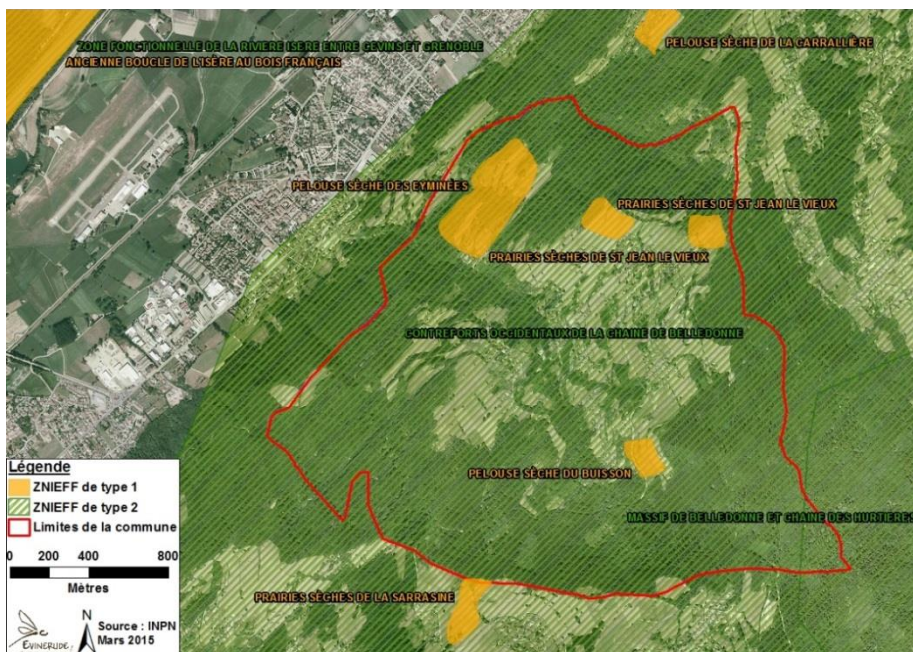 ZONE FONCTIONELLE DE LA RIVIERE ISERE ENTRE CEVINS ET GRENOBLE
ANCIENNE BOUCLE DE L'ISÈRE AU BOIS FRANÇAIS
PELOUSE SÈCHE DE LA CARRALLIÈRE
PELOUSE SÈCHE DES EYMINÉES
PRAIRIES SÈCHES DE ST JEAN LE VIEUX
PRAIRIES SÈCHES DE ST JEAN LE VIEUX
CONTREFORTS OCCIDENTAUX DE LA CHAINE DE BELLEDONNE
PELOUSE SÈCHE DU BUISSON
MASSIF DE BELLEDONNE ET CHAINE DES HURTIERES
PRAIRIES SÈCHES DE LA SARRASINE
Légende
ZNIEFF de type 1
ZNIEFF de type 2
Limites de la commune
0 200 400 800
Mètres
N
Source : INPN
Mars 2015
EVINERUDE